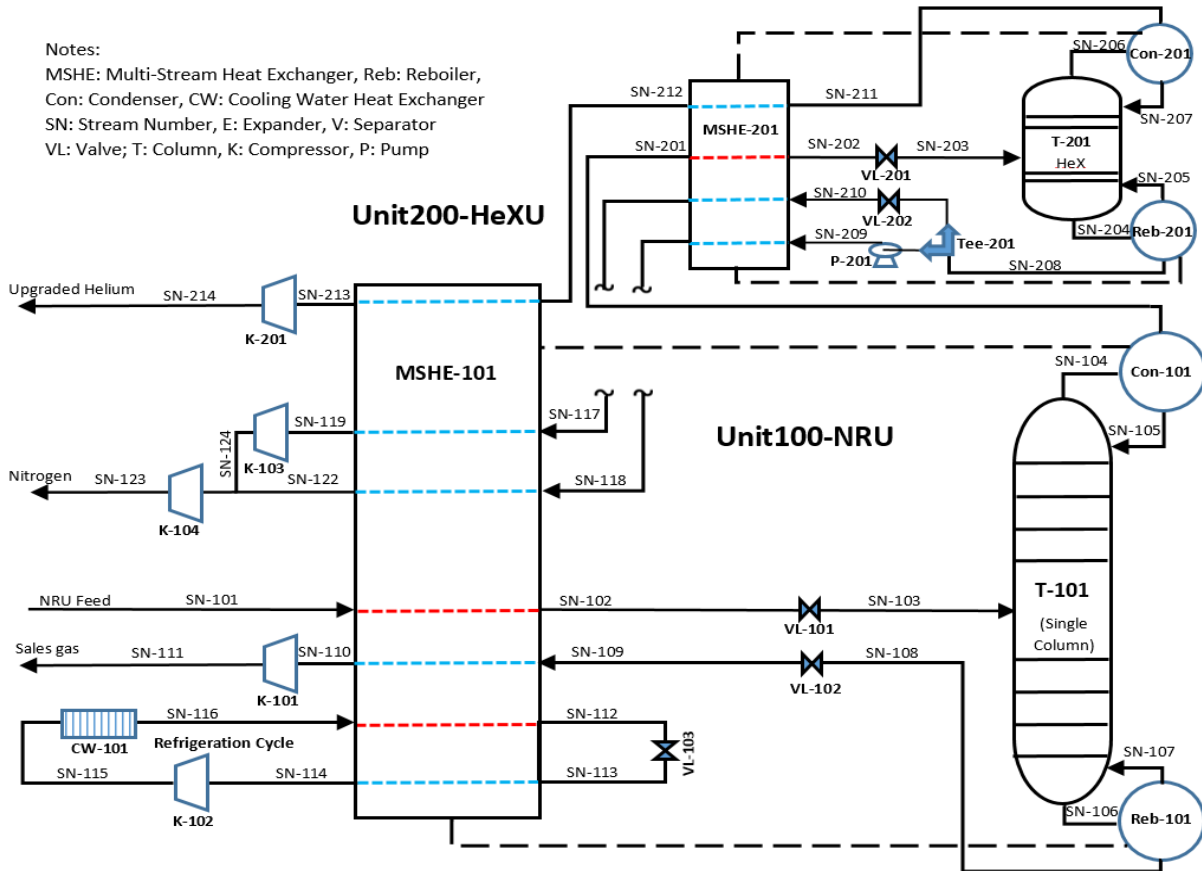 Notes:
MSHE: Multi-Stream Heat Exchanger, Reb: Reboiler,
Con: Condenser, CW: Cooling Water Heat Exchanger
SN: Stream Number, E: Expander, V: Separator
VL: Valve; T: Column, K: Compressor, P: Pump
SN-206
Con-201
SN-212
SN-211
SN-207
MSHE-201
SN-201
SN-202
SN-203
VL-201
T-201
HeX
SN-205
SN-210
VL-202
SN-204
Reb-201
SN-209
P-201
Tee-201
SN-208
Unit200-HeXU
Upgraded Helium
SN-214
SN-213
K-201
MSHE-101
SN-104
Con-101
SN-105
SN-117
SN-119
SN-124
K-103
Unit100-NRU
Nitrogen
SN-123
SN-122
SN-118
K-104
NRU Feed
SN-101
SN-102
VL-101
SN-103
T-101
(Single
Column)
Sales gas
SN-111
SN-110
K-101
SN-109
VL-102
SN-108
SN-116
CW-101
Refrigeration Cycle
SN-112
VL-103
SN-115
K-102
SN-114
SN-113
SN-107
SN-106
Reb-101